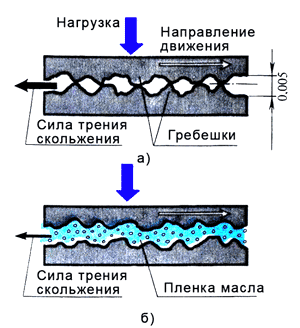 Нагрузка
Направление
движения
0.005
Сила трения
скольжения
Гребешки
а)
Сила трения
скольжения
Пленка масла
б)